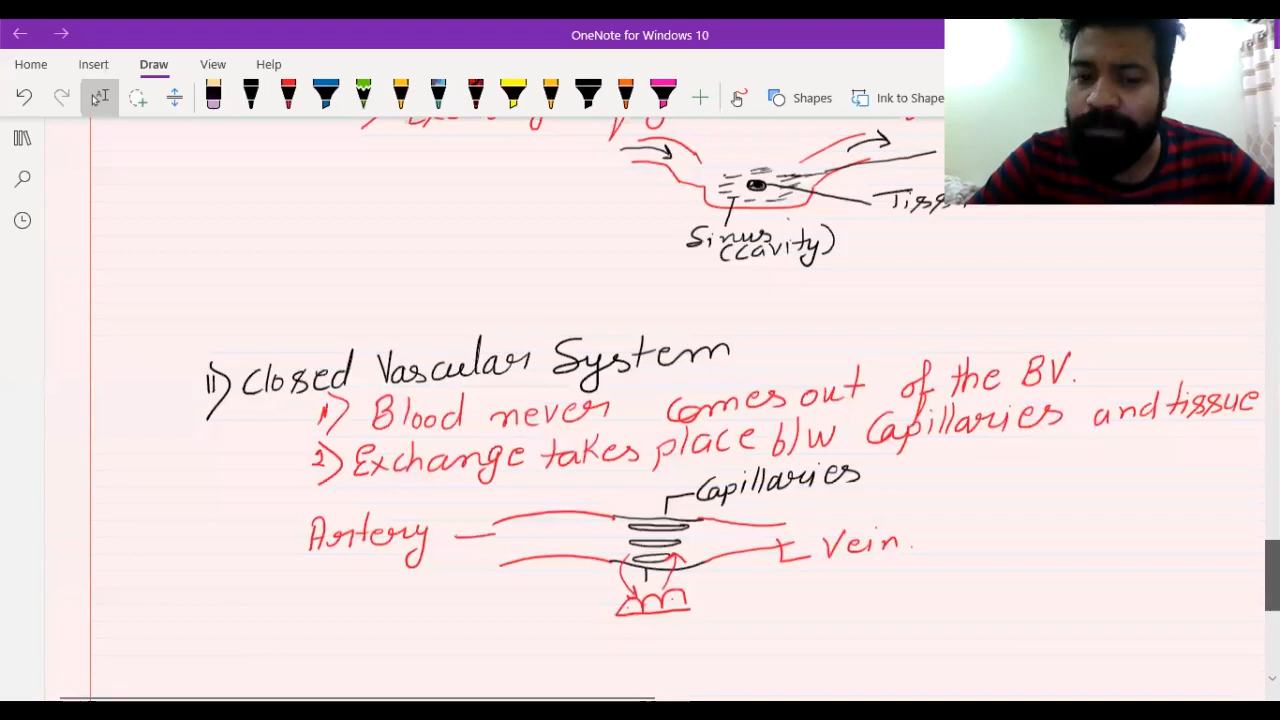 OneNote for Windows 10
Home Insert Draw View Help
Shapes Ink to Shape
Sinus
(Cavity)
11) Closed Vascular System
1) Blood never comes out of the BV.
2) Exchange takes place b/w Capillaries and tissue
Capillaries
Artery
Vein.